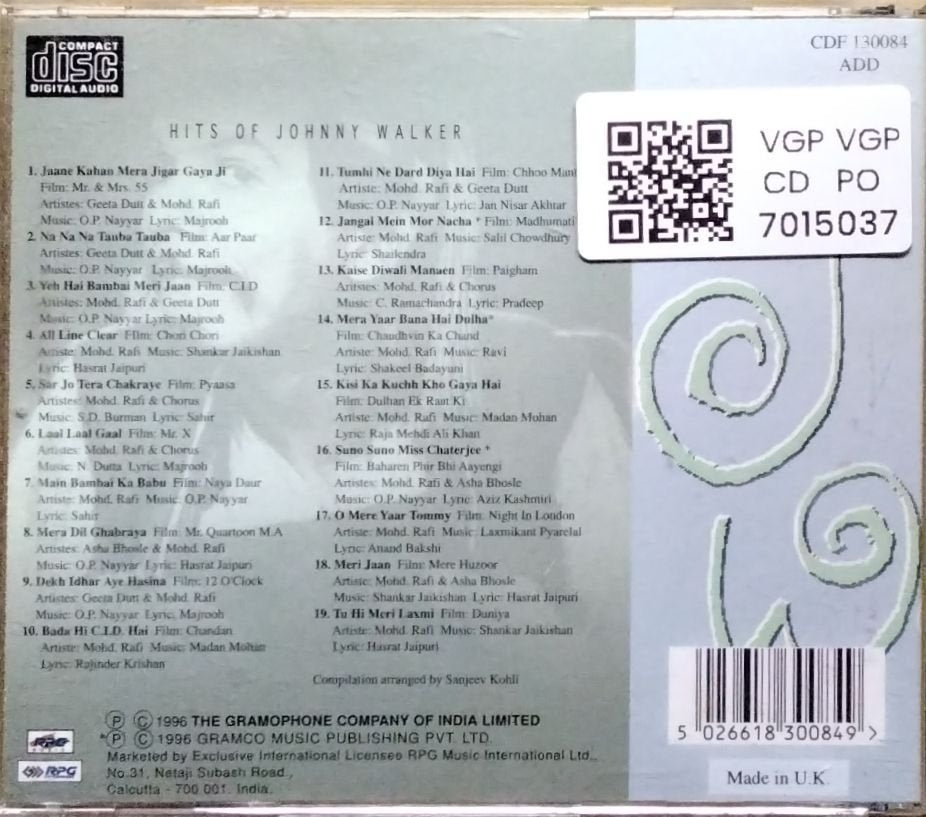 COMPACT
disc
DIGITAL AUDIO
CDF 130084
ADD
VGP VGP
CD PO
7015037
HITS OF JOHNNY WALKER
1. Jaane Kahan Mera Jigar Gaya Ji
Film: Mr. & Mrs. 55
Artistes: Geeta Dutt & Mohd. Rafi
Music: O.P. Nayyar Lyric: Majrooh
2. Na Na Na Tauba Tauba Film: Aar Paar
Artistes: Geeta Dutt & Mohd. Rafi
Music: O.P. Nayyar Lyric: Majrooh
3. Yeh Hai Bambai Meri Jaan Film: C.I.D
Artistes: Mohd. Rafi & Geeta Dutt
Music: O.P. Nayyar Lyric: Majrooh
4. All Line Clear Film: Chori Chori
Artiste: Mohd. Rafi Music: Shankar Jaikishan
Lyric: Hasrat Jaipuri
5. Sar Jo Tera Chakraye Film: Pyaasa
Artistes: Mohd. Rafi & Chorus
Music: S.D. Burman Lyric: Sahir
6. Laal Laal Gaal Film: Mr. X
Artistes: Mohd. Rafi & Chorus
Music: N. Dutta Lyric: Majrooh
7. Main Bambai Ka Babu Film: Naya Daur
Artiste: Mohd. Rafi Music: O.P. Nayyar
Lyric: Sahir
8. Mera Dil Ghabraya Film: Mr. Quartoon M.A
Artistes: Asha Bhosle & Mohd. Rafi
Music: O.P. Nayyar Lyric: Hasrat Jaipuri
9. Dekh Idhar Aye Hasina Film: 12 O'Clock
Artistes: Geeta Dutt & Mohd. Rafi
Music: O.P. Nayyar Lyric: Majrooh
10. Bada Hi C.I.D. Hai Film: Chandan
Artiste: Mohd. Rafi Music: Madan Mohan
Lyric: Rajinder Krishan
11. Tumhi Ne Dard Diya Hai Film: Chhoo
Artiste: Mohd. Rafi & Geeta Dutt
Music: O.P. Nayyar Lyric: Jan Nisar Akhtar
12. Jangal Mein Mor Nacha * Film: Madhumati
Artiste: Mohd. Rafi Music: Salil Chowdhury
Lyric: Shailendra
13. Kaise Diwali Manaen Film: Paigham
Aritstes: Mohd. Rafi & Chorus
Music: C. Ramachandra Lyric: Pradeep
14. Mera Yaar Bana Hai Dulha*
Film: Chaudhvin Ka Chand
Artiste: Mohd. Rafi Music: Ravi
Lyric: Shakeel Badayuni
15. Kisi Ka Kuchh Kho Gaya Hai
Film: Dulhan Ek Raat Ki
Artiste: Mohd. Rafi Music: Madan Mohan
Lyric: Raja Mehdi Ali Khan
16. Suno Suno Miss Chaterjee *
Film: Baharen Phir Bhi Aayengi
Artistes: Mohd. Rafi & Asha Bhosle
Music: O.P. Nayyar Lyric: Aziz Kashmiri
17. O Mere Yaar Tommy Film: Night In London
Artiste: Mohd. Rafi Music: Laxmikant Pyarelal
Lyric: Anand Bakshi
18. Meri Jaan Film: Mere Huzoor
Artiste: Mohd. Rafi & Asha Bhosle
Music: Shankar Jaikishan Lyric: Hasrat Jaipuri
19. Tu Hi Meri Laxmi Film: Duniya
Artiste: Mohd. Rafi Music: Shankar Jaikishan
Lyric: Hasrat Jaipuri
Compilation arranged by Sanjeev Kohli
Ⓟ © 1996 THE GRAMOPHONE COMPANY OF INDIA LIMITED
*Ⓟ © 1996 GRAMCO MUSIC PUBLISHING PVT. LTD.
Marketed by Exclusive International Licensee RPG Music International Ltd.,
No.31, Netaji Subash Road.,
Calcutta - 700 001. India.
RPG
5 026618 300849 >
Made in U.K.